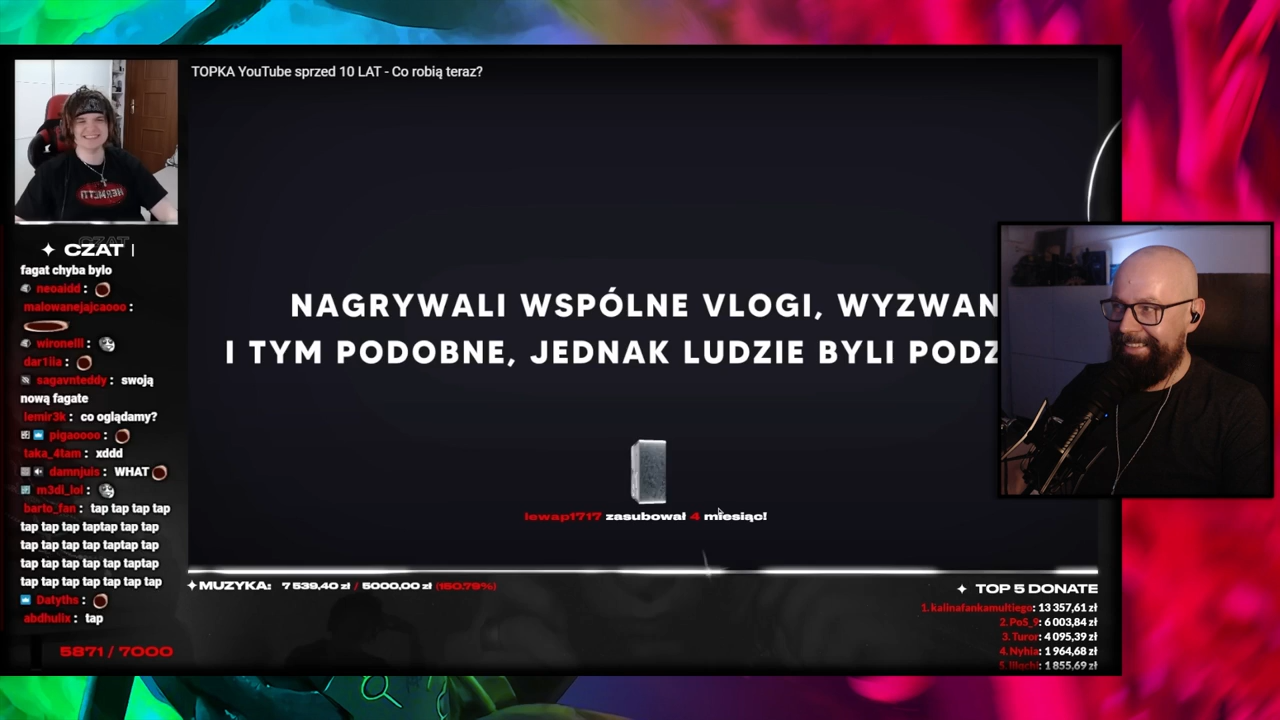 TOPKA YouTube sprzed 10 LAT - Co robią teraz?
✦ CZAT |
fagat chyba bylo
neoaidd :
malowanejajcaooo :
wironelli :
dar1iia :
sagavnteddy : swoją
nową fagate
lemir3k : co oglądamy?
pigaoooo :
taka_4tam : xddd
damnjuis : WHAT
m3di_lol :
barto_fan : tap tap tap tap
tap tap tap taptap tap tap
tap tap tap tap taptap tap
tap tap tap tap tap taptap
tap tap tap tap tap tap tap
Datyths :
abdhulix : tap
5871 / 7000
NAGRYWALI WSPÓLNE VLOGI, WYZWAN
I TYM PODOBNE, JEDNAK LUDZIE BYLI PODZ
lewap1717 zasubował 4 miesiąc!
✦ MUZYKA: 7 539,40 zł / 5000,00 zł (150.79%)
✦ TOP 5 DONATE
1. kalinafankamultiego: 13 357,61 zł
2. Po5_9: 6 003,84 zł
3. Turor: 4 095,39 zł
4. Nyhia: 1 964,68 zł
: 1 855,69 zł